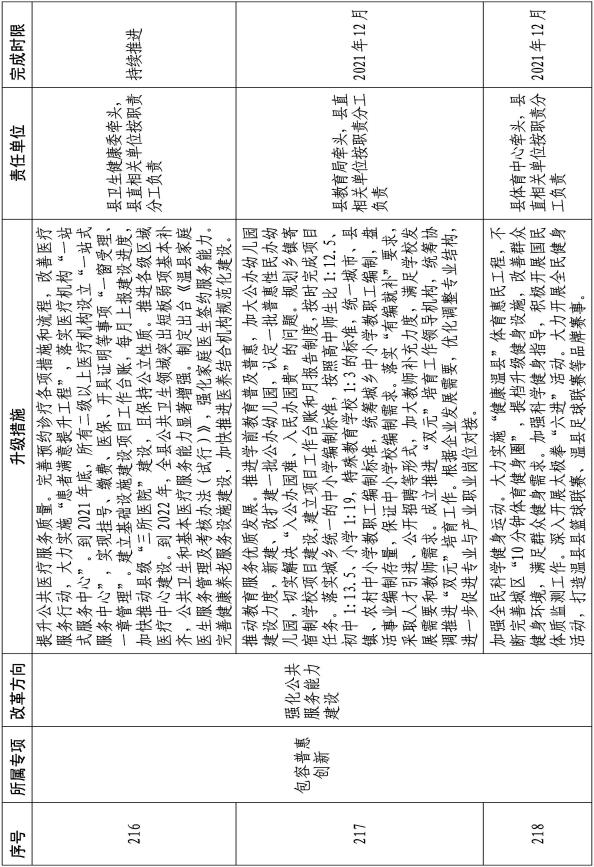 序号
所属专项
改革方向
升级措施
责任单位
完成时限
216
包容普惠
创新
强化公共
服务能力
建设
提升公共医疗服务质量。完善预约诊疗各项措施和流程，改善医疗
服务行动，大力实施“患者满意提升工程”，落实医疗机构“一站
式服务中心”。到2021年底，所有二级以上医疗机构设立“一站式
服务中心”，实现挂号、缴费、医保、开具证明等事项“一窗受理、
一章管理”。建立基础设施建设项目工作台账，每月上报建设进度，
加快推动县级“三所医院”建设，且保持公立性质。推进各级区域
医疗中心建设。到2022年，全县公共卫生领域突出短板弱项基本补
齐，公共卫生和基本医疗服务能力显著增强。制定出台《温县家庭
医生服务管理及考核办法（试行）》，强化家庭医生签约服务能力。
完善健康养老服务设施建设，加快推进医养结合机构规范化建设。
县卫生健康委牵头，
县直相关单位按职责
分工负责
持续推进
217
推动教育服务优质发展。推进学前教育普及普惠，加大公办幼儿园
建设力度，新建、改扩建一批公办幼儿园，认定一批普惠性民办幼
儿园，切实解决“入公办园难、入民办园贵”的问题。规划乡镇寄
宿制学校项目建设，建立项目工作台账和月报告制度，按时完成项目
任务。落实城乡统一的中小学编制标准，按照高中师生比1:12.5、
初中1:13.5、小学1:19、特殊教育学校1:3的标准，统一城市、县
镇、农村中小学教职工编制标准，统筹城乡中小学教职工编制，盘
活事业编制存量，保证中小学校编制需求。落实“有编就补”要求，
采取人才引进、公开招聘等形式，加大教师补充力度，满足学校发
展需要和教师需求。成立推进“双元”培育工作领导机构，统筹协
调推进“双元”培育工作。根据企业发展需要，优化调整专业结构，
进一步促进专业与产业职业岗位对接。
县教育局牵头，县直
相关单位按职责分工
负责
2021年12月
218
加强全民科学健身运动。大力实施“健康温县”体育惠民工程，不
断完善城区“10分钟体育健身圈”，提档升级健身设施，改善群众
健身环境，满足群众健身需求。加强科学健身指导，积极开展国民
体质监测工作。深入开展太极拳“六进”活动。大力开展全民健身
活动，打造温县县篮球联赛、温县足球联赛等品牌赛事。
县体育中心牵头，县
直相关单位按职责分
工负责
2021年12月